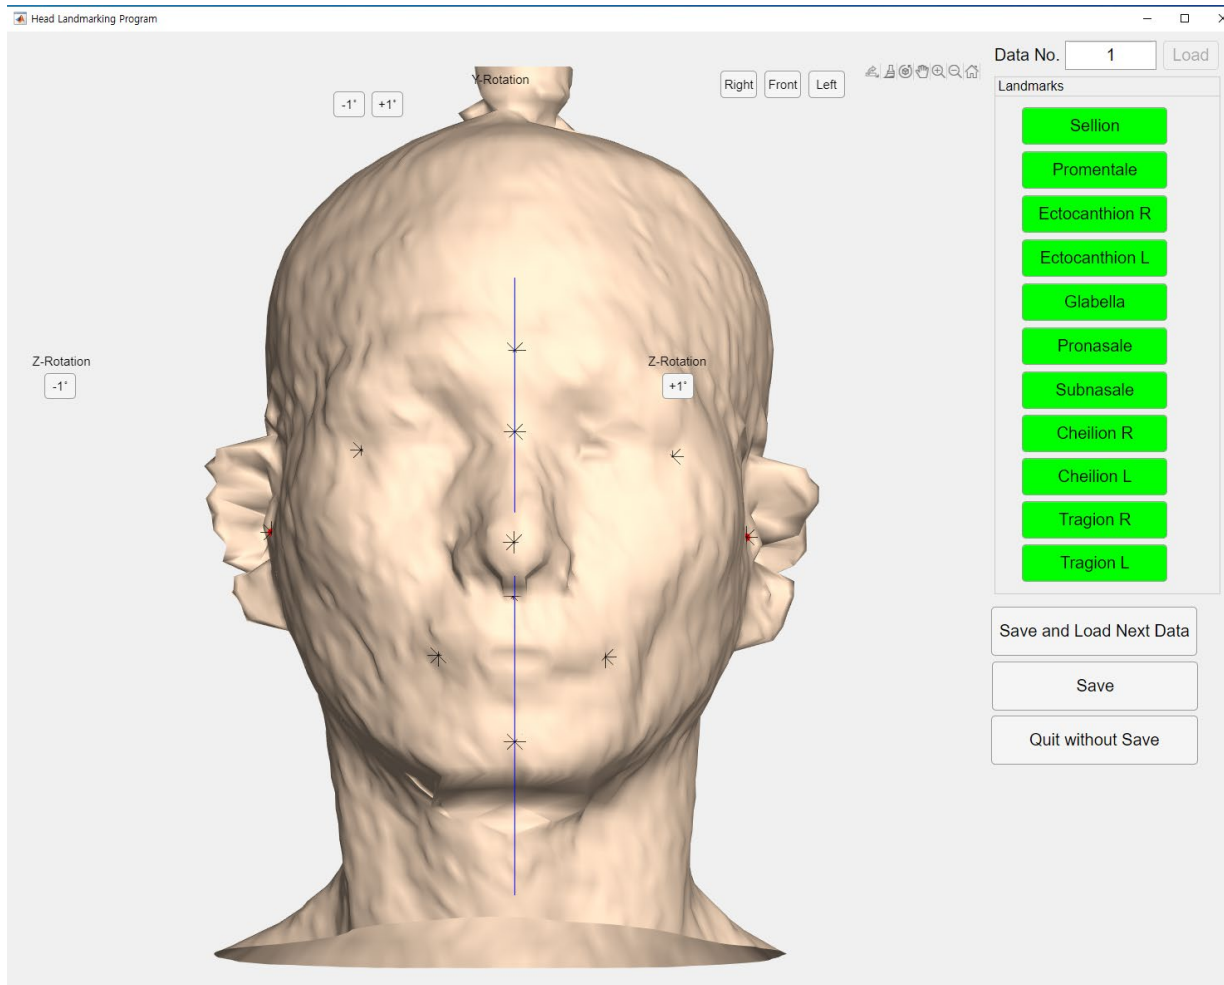 Head Landmarking Program
Data No. 1 Load
Y-Rotation
-1° +1°
Right Front Left
Landmarks
Sellion
Promentale
Ectocanthion R
Ectocanthion L
Glabella
Pronasale
Subnasale
Cheilion R
Cheilion L
Tragion R
Tragion L
Z-Rotation
-1°
Z-Rotation
+1°
Save and Load Next Data
Save
Quit without Save